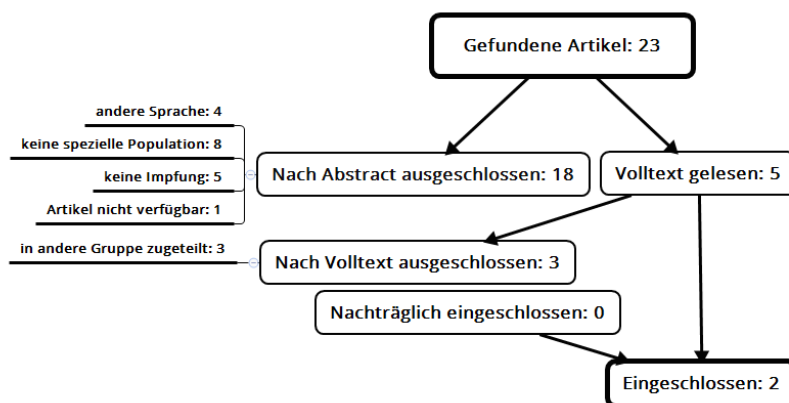 Gefundene Artikel: 23
andere Sprache: 4
keine spezielle Population: 8
keine Impfung: 5
Artikel nicht verfügbar: 1
Nach Abstract ausgeschlossen: 18
Volltext gelesen: 5
in andere Gruppe zugeteilt: 3
Nach Volltext ausgeschlossen: 3
Nachträglich eingeschlossen: 0
Eingeschlossen: 2